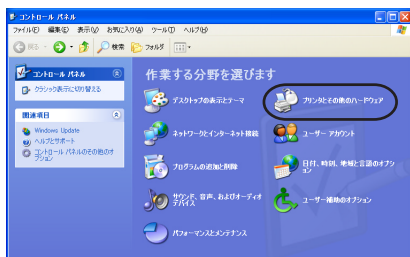 コントロール パネル
ファイル(F) 編集(E) 表示(V) お気に入り(A) ツール(T) ヘルプ(H)
戻る 検索 フォルダ
コントロール パネル
クラシック表示に切り替える
関連項目
Windows Update
ヘルプとサポート
コントロール パネルのその他のオプション
作業する分野を選びます
デスクトップの表示とテーマ
プリンタとその他のハードウェア
ネットワークとインターネット接続
ユーザー アカウント
プログラムの追加と削除
日付、時刻、地域と言語のオプション
サウンド、音声、およびオーディオ デバイス
ユーザー補助のオプション
パフォーマンスとメンテナンス